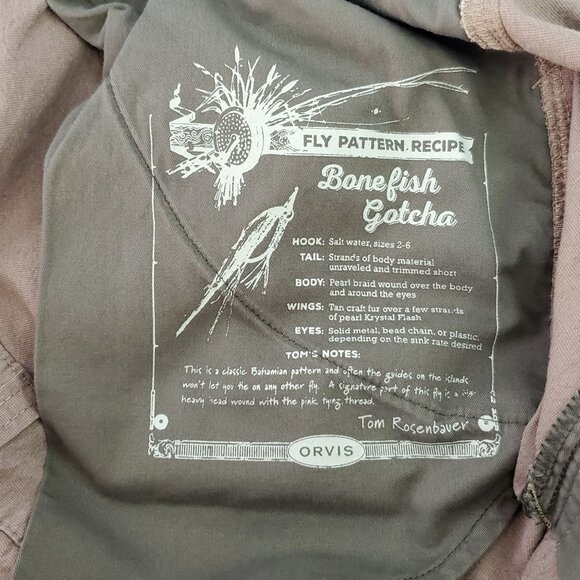 FLY PATTERN RECIPE
Bonefish
Gotcha
HOOK: Salt water, sizes 2-6
TAIL: Strands of body material
unraveled and trimmed short
BODY: Pearl braid wound over the body
and around the eyes
WINGS: Tan craft fur over a few strands
of pearl Krystal Flash
EYES: Solid metal, bead chain, or plastic,
depending on the sink rate desired
TOM'S NOTES:
This is a classic Bahamian pattern and often the guides on the islands
won't let you tie on any other fly. A signature part of this fly is a big
heavy head wound with the pink tying thread.
Tom Rosenbauer
ORVIS